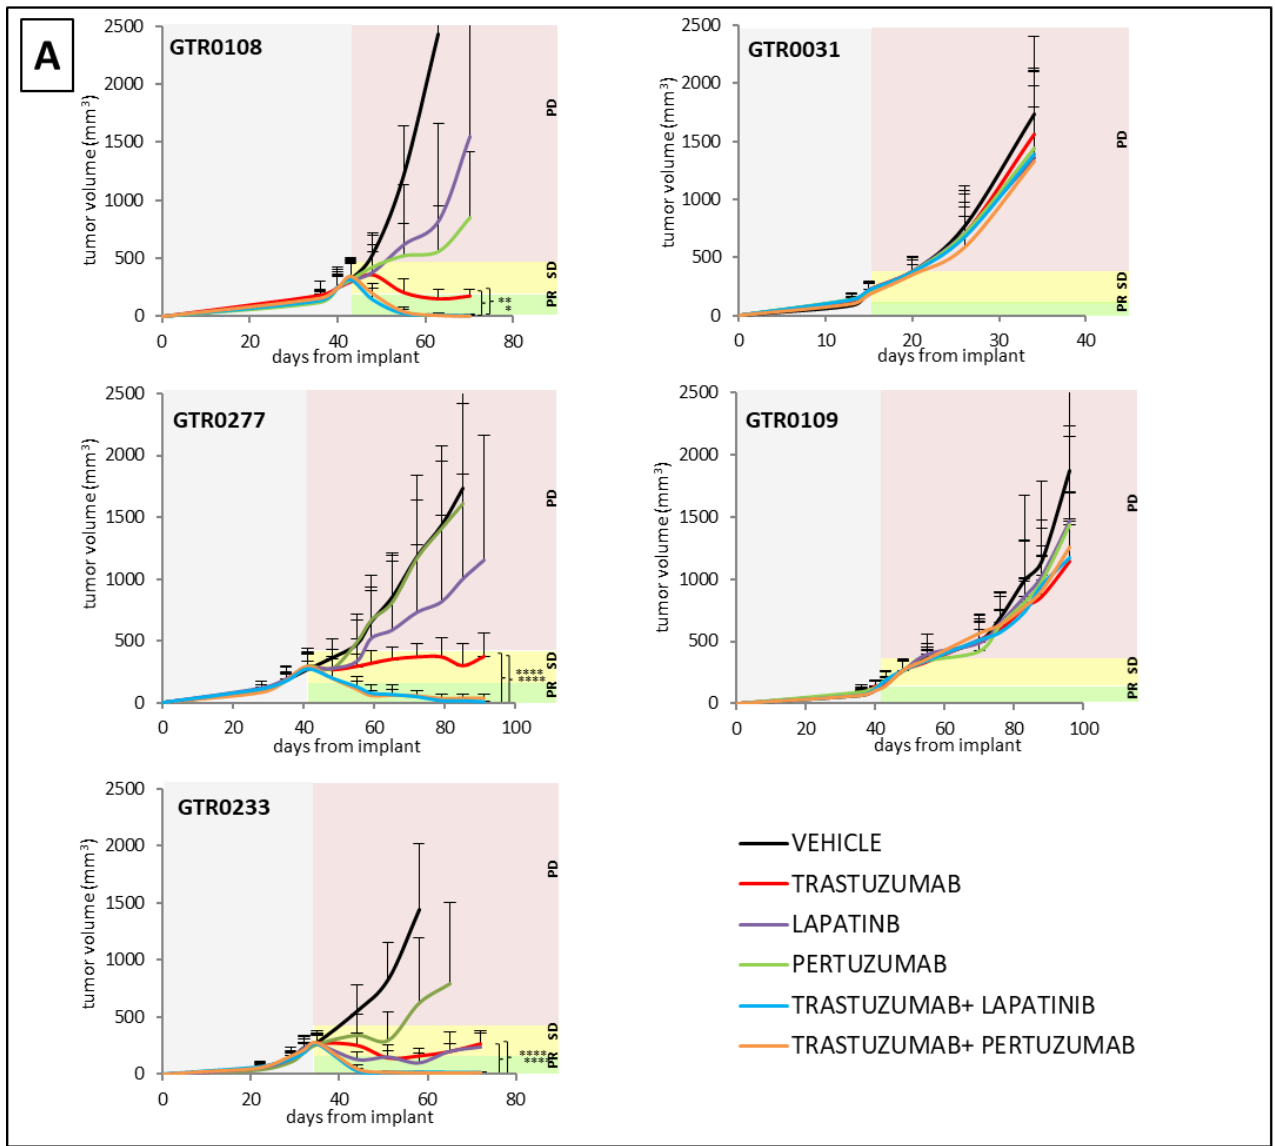 A
GTR0108
tumor volume (mm³)
2500
2000
1500
1000
500
0
0 20 40 60 80
days from implant
PD
SD
PR
**
*
GTR0031
tumor volume (mm³)
2500
2000
1500
1000
500
0
0 10 20 30 40
days from implant
PD
SD
PR
GTR0277
tumor volume (mm³)
2500
2000
1500
1000
500
0
0 20 40 60 80 100
days from implant
PD
SD
PR
****
****
GTR0109
tumor volume (mm³)
2500
2000
1500
1000
500
0
0 20 40 60 80 100
days from implant
PD
SD
PR
GTR0233
tumor volume (mm³)
2500
2000
1500
1000
500
0
0 20 40 60 80
days from implant
PD
SD
PR
****
****
VEHICLE
TRASTUZUMAB
LAPATINB
PERTUZUMAB
TRASTUZUMAB+ LAPATINIB
TRASTUZUMAB+ PERTUZUMAB